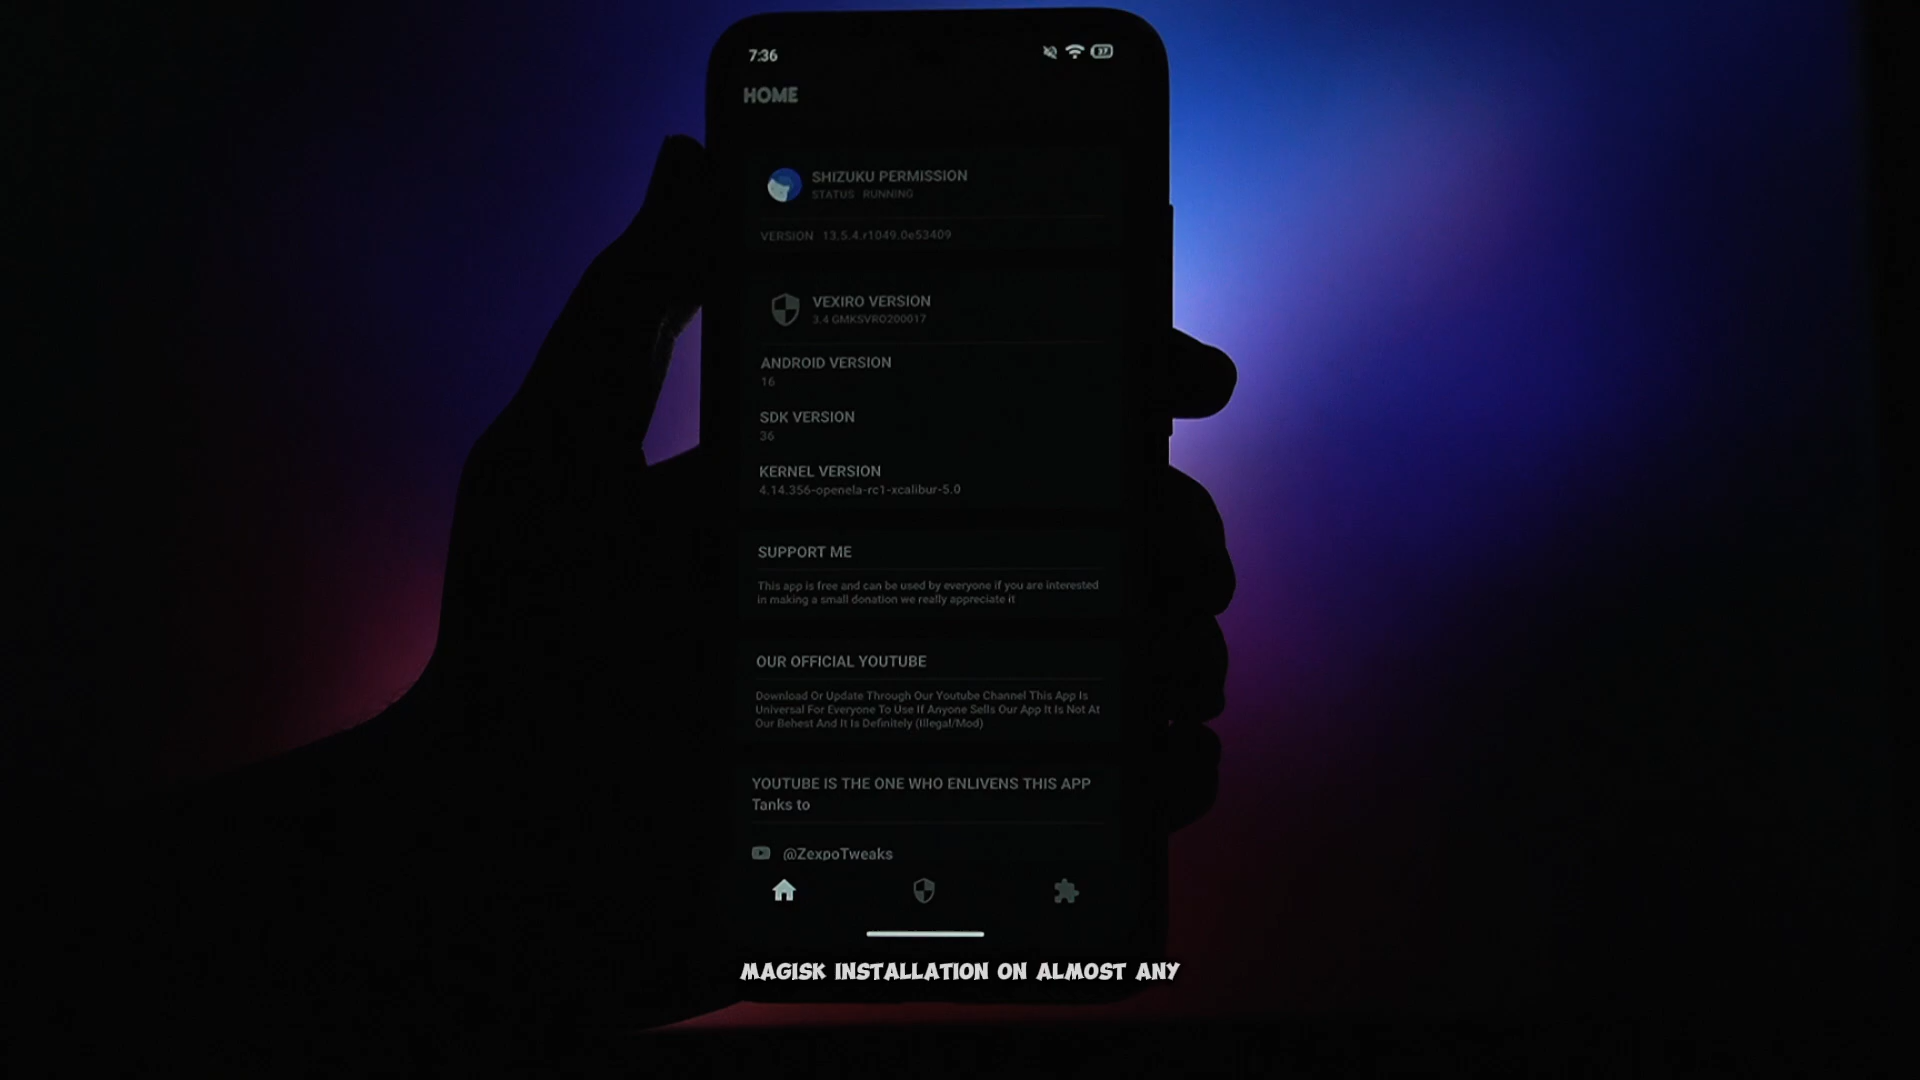 7:36
37
HOME
SHIZUKU PERMISSION
STATUS RUNNING
VERSION 13.5.4.r1049.0e53409
VEXIRO VERSION
3.4 GMKSVRO200017
ANDROID VERSION
16
SDK VERSION
36
KERNEL VERSION
4.14.356-openela-rc1-xcalibur-5.0
SUPPORT ME
This app is free and can be used by everyone if you are interested
in making a small donation we really appreciate it
OUR OFFICIAL YOUTUBE
Download Or Update Through Our Youtube Channel This App Is
Universal For Everyone To Use If Anyone Sells Our App It Is Not At
Our Behest And It Is Definitely (Illegal/Mod)
YOUTUBE IS THE ONE WHO ENLIVENS THIS APP
Tanks to
@ZexpoTweaks
MAGISK INSTALLATION ON ALMOST ANY